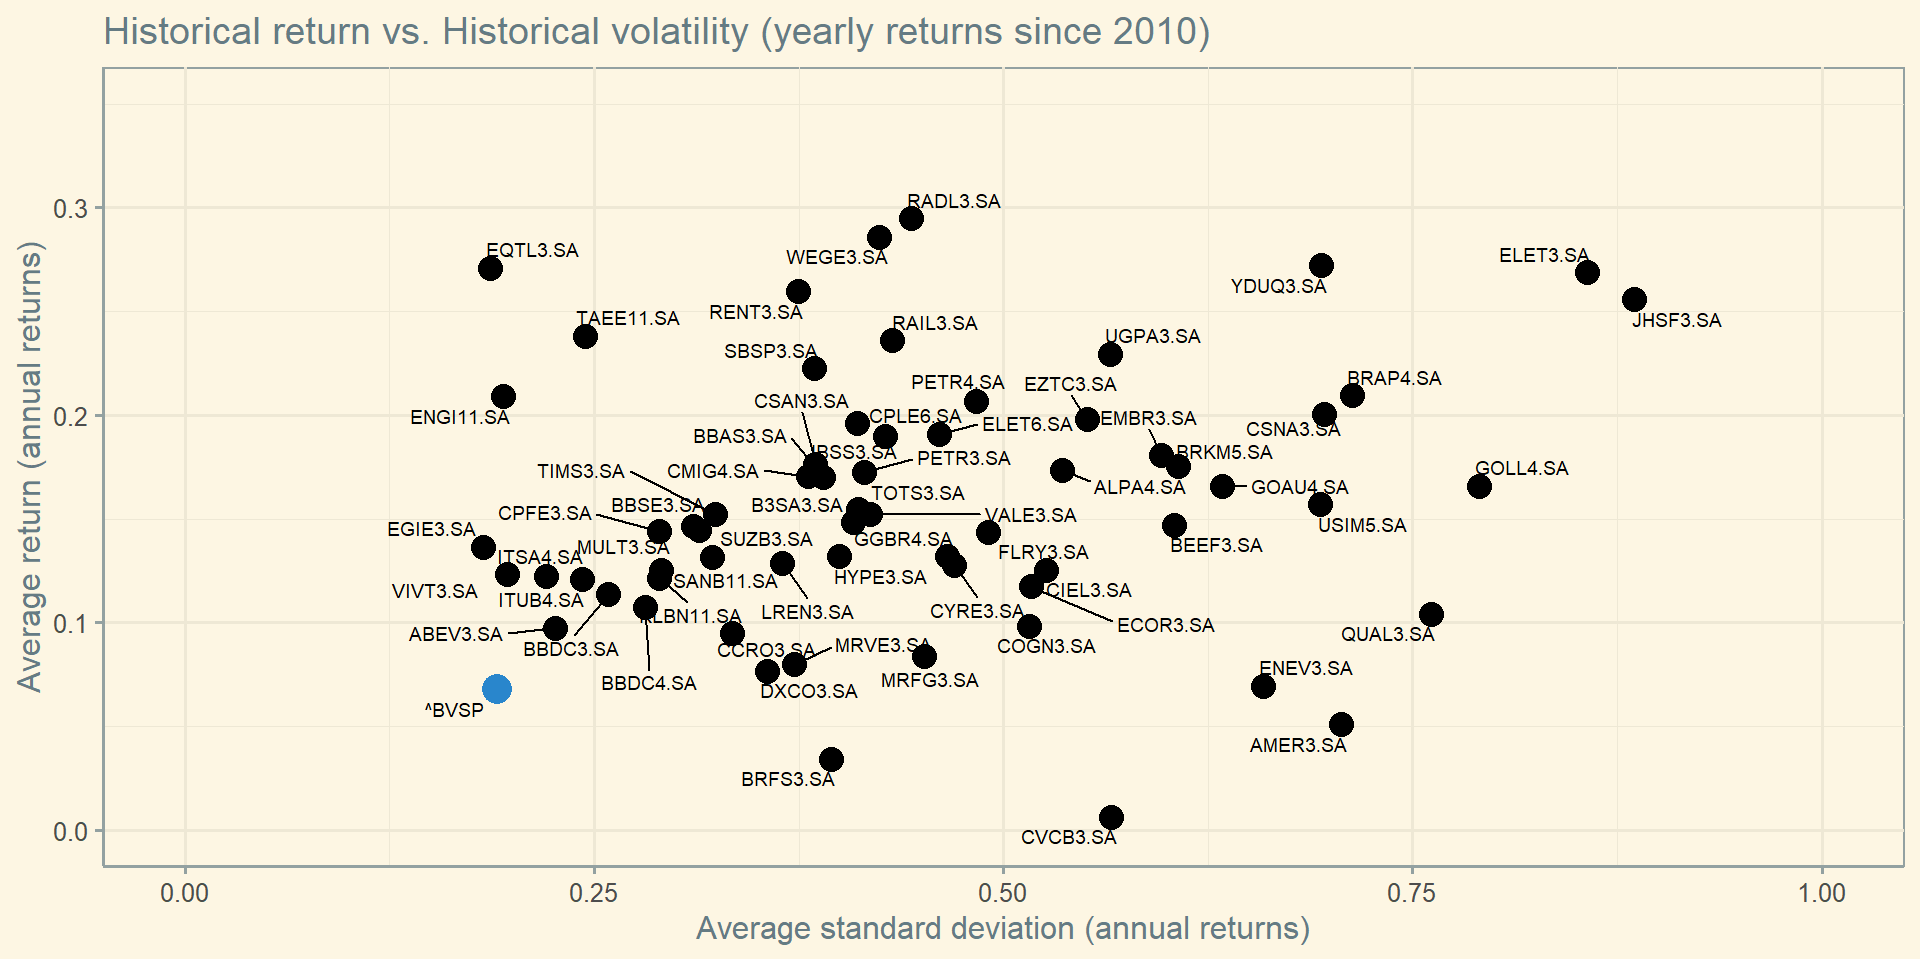 Historical return vs. Historical volatility (yearly returns since 2010)
Average return (annual returns)
0.3
0.2
0.1
0.0
RADL3.SA
EQTL3.SA
WEGE3.SA
ELET3.SA
YDUQ3.SA
RENT3.SA
TAEE11.SA
RAIL3.SA
JHSF3.SA
UGPA3.SA
SBSP3.SA
PETR4.SA
EZTC3.SA
BRAP4.SA
CSAN3.SA
ENGI11.SA
CPLE6.SA
ELET6.SA
EMBR3.SA
CSNA3.SA
BBAS3.SA
JBSS3.SA
BRKM5.SA
PETR3.SA
TIMS3.SA
CMIG4.SA
GOLL4.SA
ALPA4.SA
GOAU4.SA
TOTS3.SA
BBSE3.SA
B3SA3.SA
CPFE3.SA
VALE3.SA
USIM5.SA
EGIE3.SA
MULT3.SA
SUZB3.SA
GGBR4.SA
BEEF3.SA
FLRY3.SA
ITSA4.SA
SANB11.SA
HYPE3.SA
VIVT3.SA
CIEL3.SA
ITUB4.SA
KLBN11.SA
LREN3.SA
CYRE3.SA
ECOR3.SA
ABEV3.SA
QUAL3.SA
BBDC3.SA
CCRO3.SA
MRVE3.SA
COGN3.SA
ENEV3.SA
BBDC4.SA
DXCO3.SA
MRFG3.SA
^BVSP
AMER3.SA
BRFS3.SA
CVCB3.SA
0.00
0.25
0.50
0.75
1.00
Average standard deviation (annual returns)